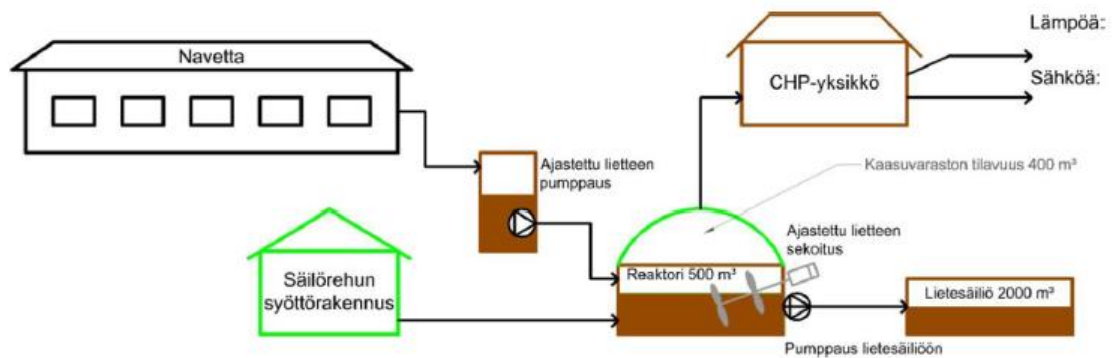 Navetta
Ajastettu lietteen
pumppaus
Säilörehun
syöttörakennus
CHP-yksikkö
Lämpöä:
Sähköä:
Kaasuvaraston tilavuus 400 m³
Ajastettu lietteen
sekoitus
Reaktori 500 m³
Lietesäiliö 2000 m³
Pumppaus lietesäiliöön